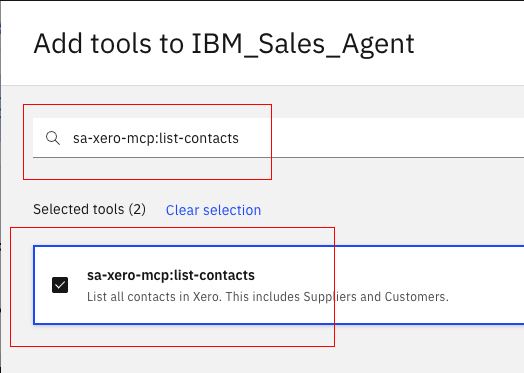 Add tools to IBM_Sales_Agent
sa-xero-mcp:list-contacts
Selected tools (2) Clear selection
sa-xero-mcp:list-contacts
List all contacts in Xero. This includes Suppliers and Customers.